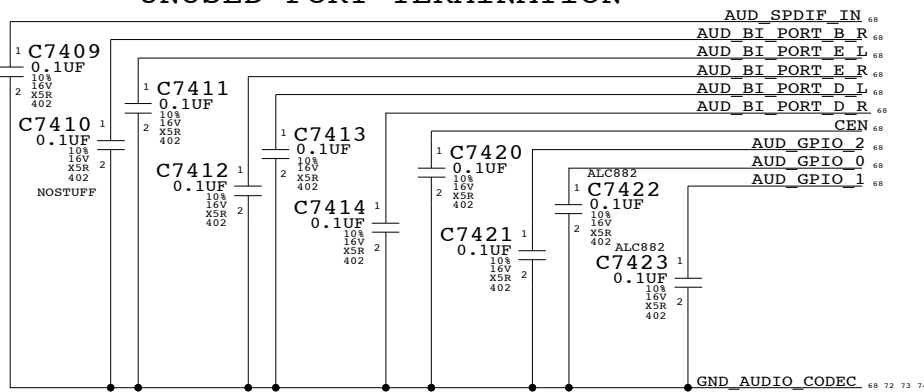 UNUSED PORT TERMINATION
AUD_SPDIF_IN 68
AUD_BI_PORT_B_R 68
AUD_BI_PORT_E_L 68
AUD_BI_PORT_E_R 68
AUD_BI_PORT_D_L 68
AUD_BI_PORT_D_R 68
CEN 68
AUD_GPIO_2 68
AUD_GPIO_0 68
AUD_GPIO_1 68
1 C7409
0.1UF
10%
16V
2 X5R
402
C7410 1
0.1UF
10%
16V
X5R 2
402
NOSTUFF
1 C7411
0.1UF
10%
16V
2 X5R
402
C7412 1
0.1UF
10%
16V
X5R 2
402
1 C7413
0.1UF
10%
16V
2 X5R
402
C7414 1
0.1UF
10%
16V
X5R 2
402
1 C7420
0.1UF
10%
16V
2 X5R
402
C7421 1
0.1UF
10%
16V
X5R 2
402
ALC882
1 C7422
0.1UF
10%
16V
2 X5R
402
ALC882
C7423 1
0.1UF
10%
16V
X5R 2
402
GND_AUDIO_CODEC 68 72 73